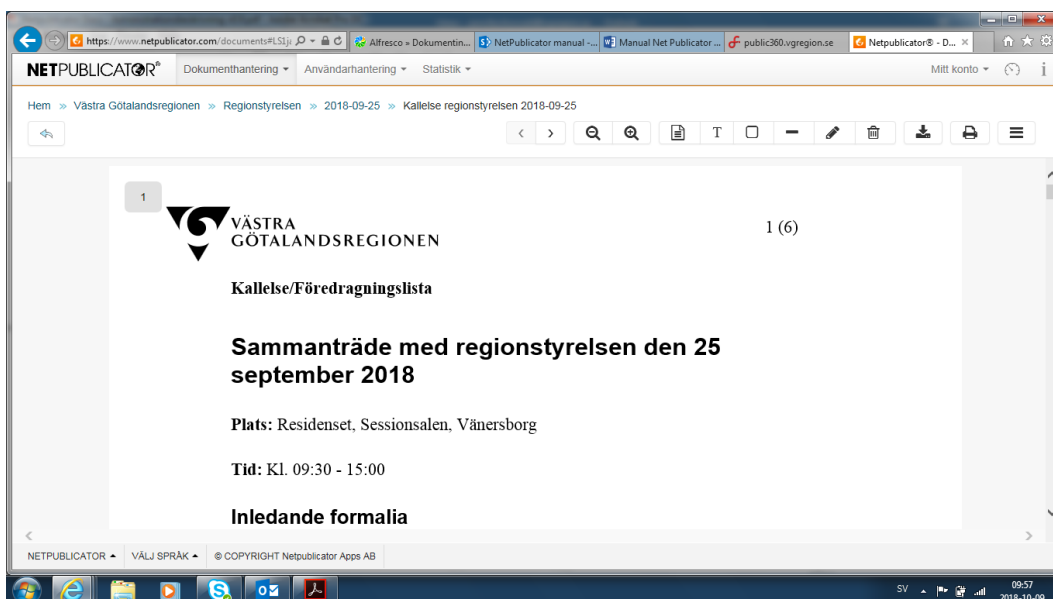 https://www.netpublicator.com/documents#LS1j
Alfresco » Dokumentin...
NetPublicator manual -...
Manual Net Publicator ...
public360.vgregion.se
Netpublicator® - D...
NETPUBLICATOR®
Dokumenthantering
Användarhantering
Statistik
Mitt konto
Hem » Västra Götalandsregionen » Regionstyrelsen » 2018-09-25 » Kallelse regionstyrelsen 2018-09-25
T
1
VÄSTRA
GÖTALANDSREGIONEN
1 (6)
Kallelse/Föredragningslista
Sammanträde med regionstyrelsen den 25
september 2018
Plats: Residenset, Sessionsalen, Vänersborg
Tid: Kl. 09:30 - 15:00
Inledande formalia
NETPUBLICATOR
VÄLJ SPRÅK
© COPYRIGHT Netpublicator Apps AB
SV
09:57
2018-10-09